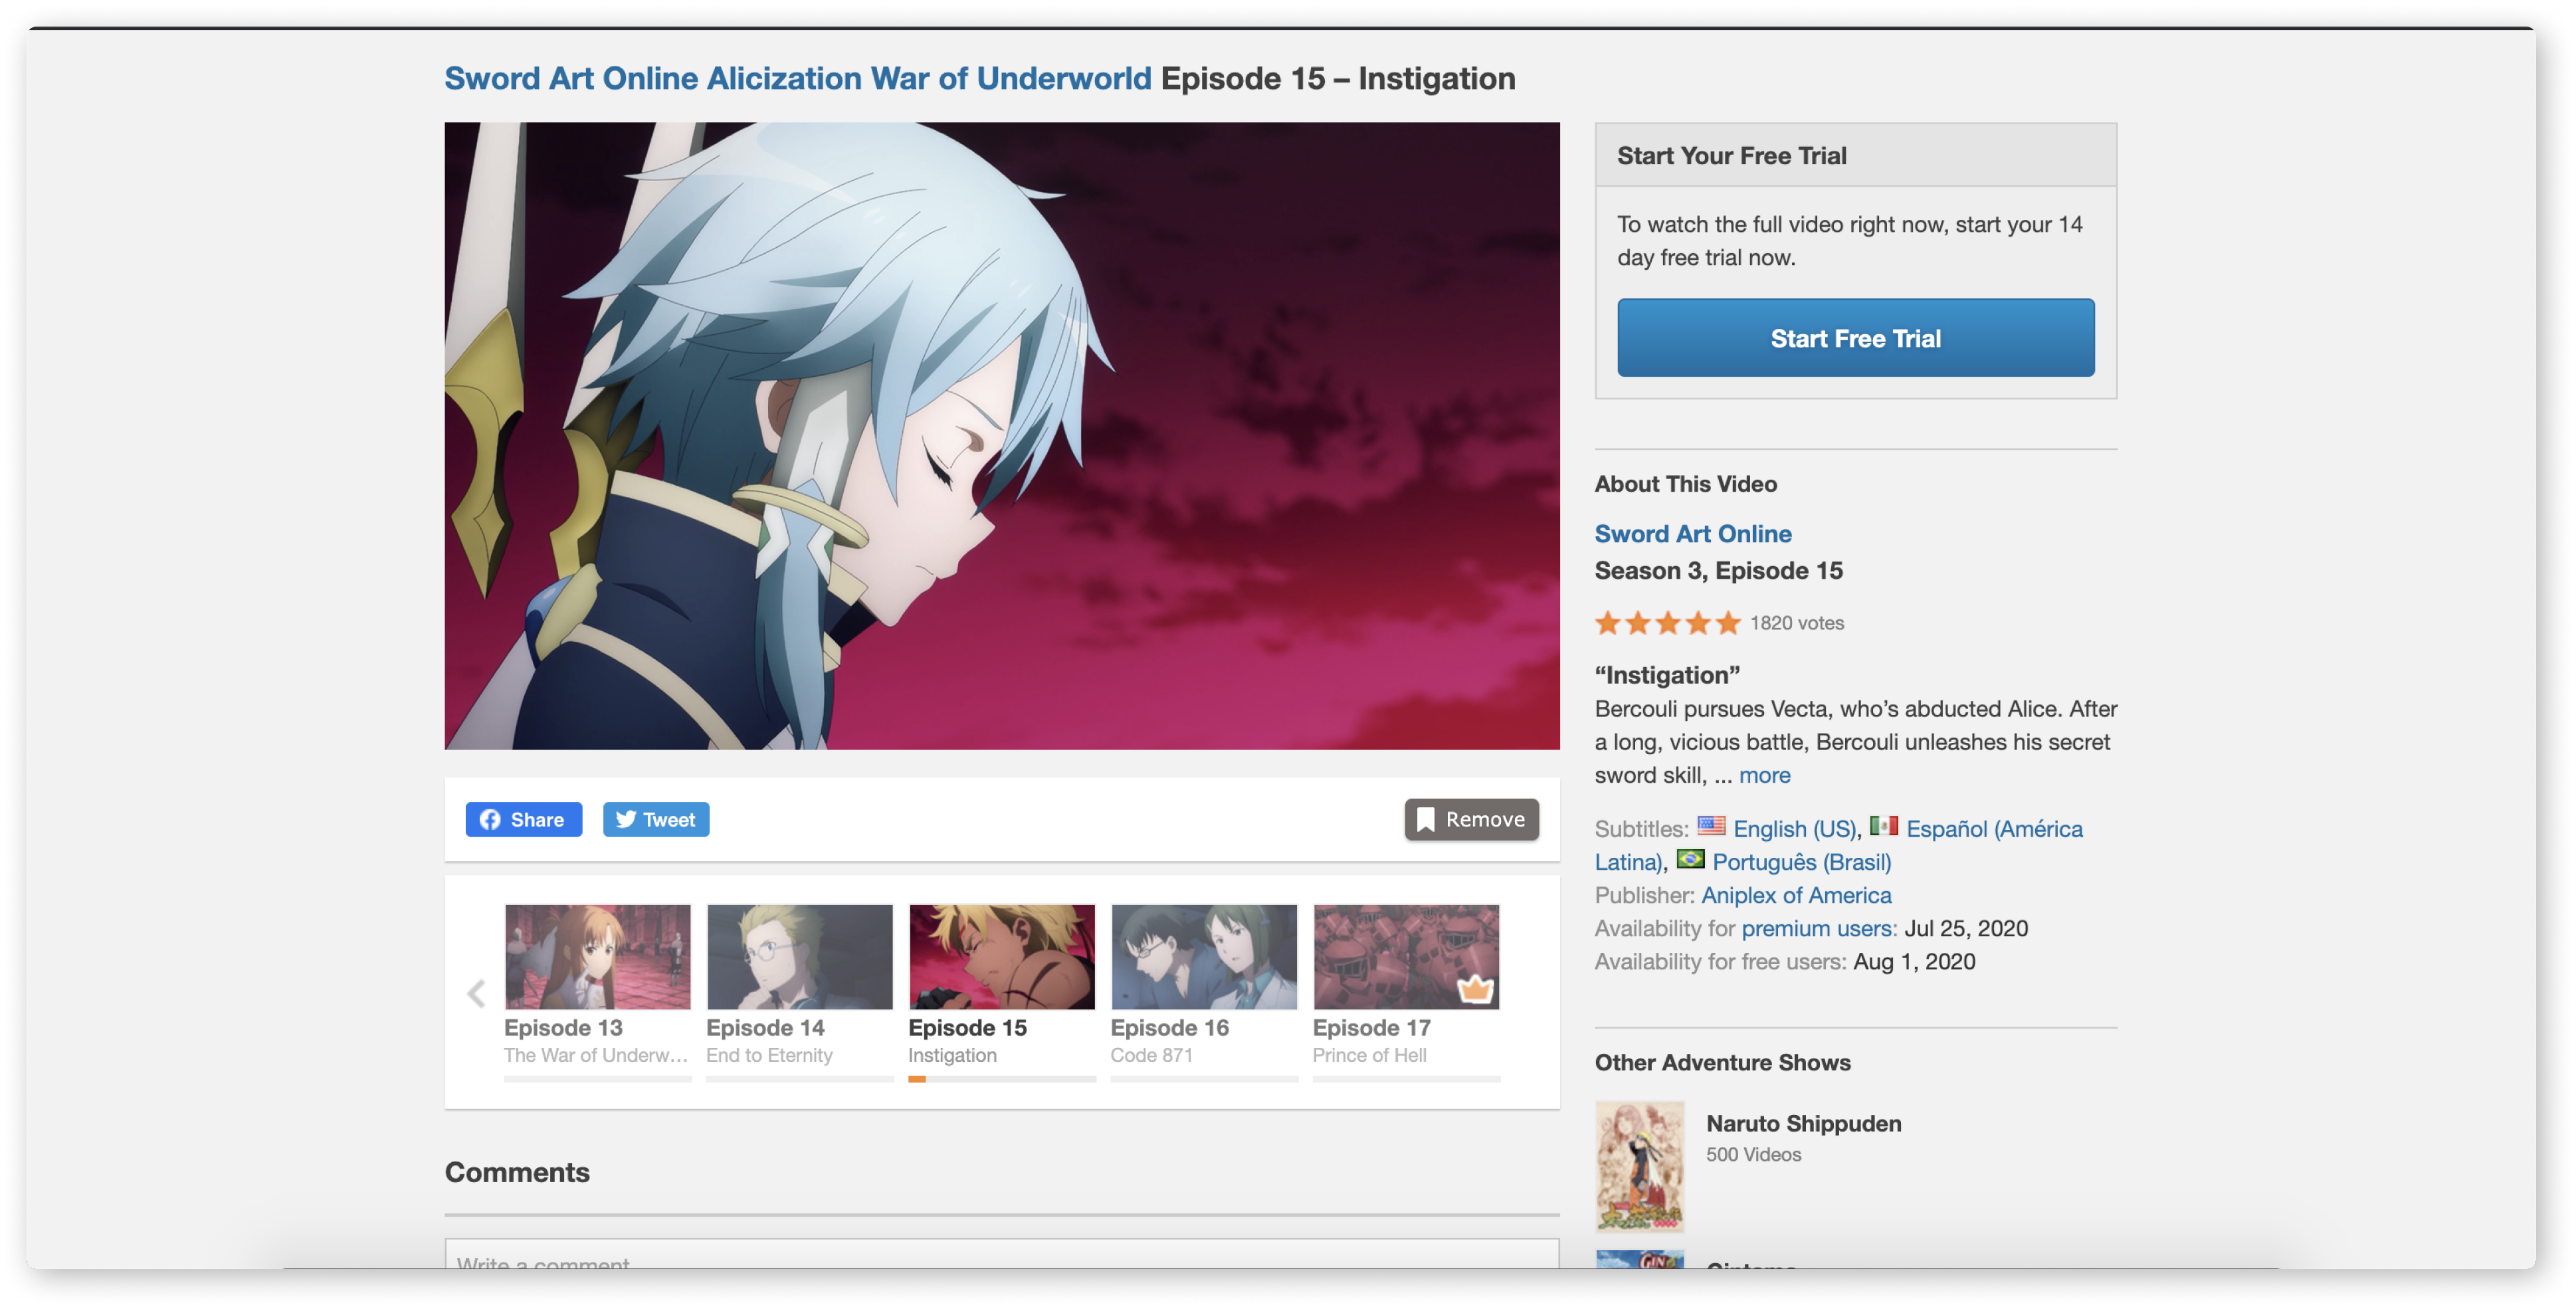 Sword Art Online Alicization War of Underworld Episode 15 – Instigation
Start Your Free Trial
To watch the full video right now, start your 14
day free trial now.
Start Free Trial
About This Video
Sword Art Online
Season 3, Episode 15
1820 votes
“Instigation”
Bercouli pursues Vecta, who’s abducted Alice. After
a long, vicious battle, Bercouli unleashes his secret
sword skill, ... more
Subtitles: English (US), Español (América
Latina), Português (Brasil)
Publisher: Aniplex of America
Availability for premium users: Jul 25, 2020
Availability for free users: Aug 1, 2020
Share
Tweet
Remove
Episode 13
The War of Underw...
Episode 14
End to Eternity
Episode 15
Instigation
Episode 16
Code 871
Episode 17
Prince of Hell
Comments
Write a comment
Other Adventure Shows
Naruto Shippuden
500 Videos
Gintama